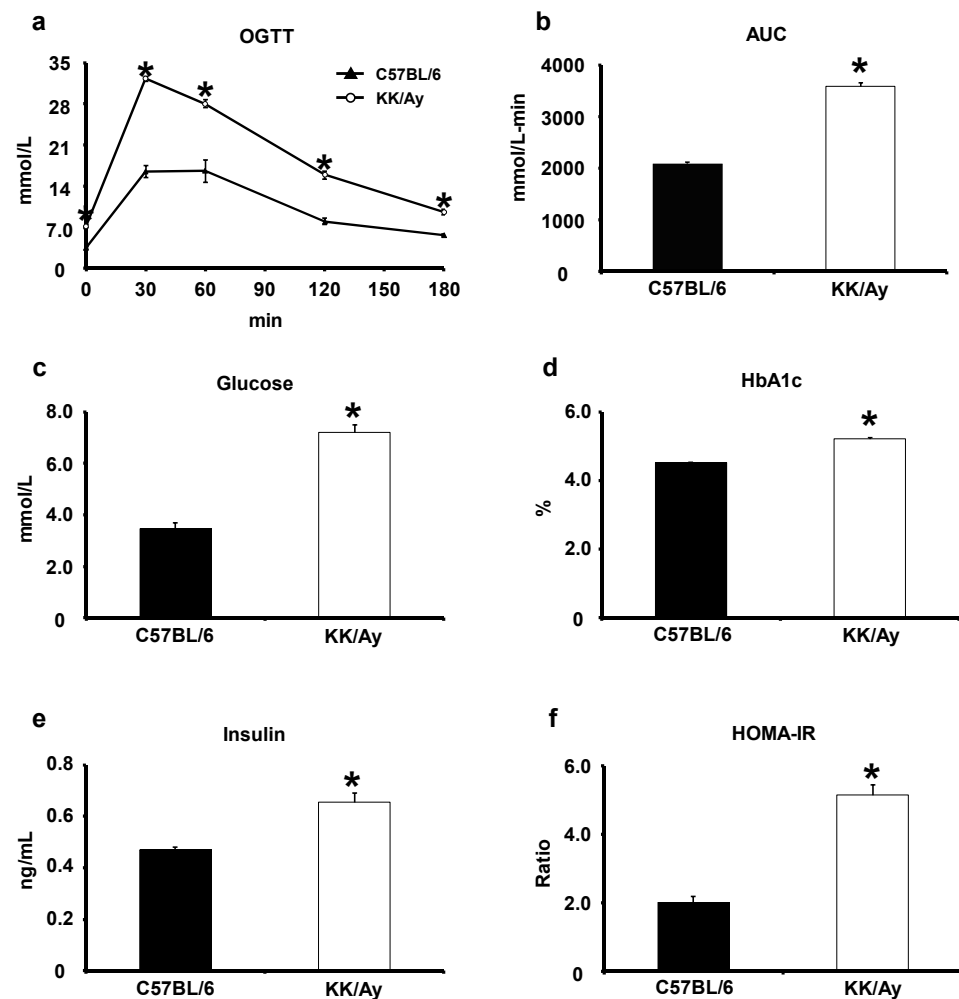 a
OGTT
35
28
21
14
7.0
0
mmol/L
C57BL/6
KK/Ay
*
*
*
*
*
0 30 60 90 120 150 180
min
b
AUC
4000
3000
2000
1000
0
mmol/L-min
*
C57BL/6 KK/Ay
c
Glucose
8.0
6.0
4.0
2.0
0
mmol/L
*
C57BL/6 KK/Ay
d
HbA1c
6.0
4.0
2.0
0
%
*
C57BL/6 KK/Ay
e
Insulin
0.8
0.6
0.4
0.2
0
ng/mL
*
C57BL/6 KK/Ay
f
HOMA-IR
6.0
4.0
2.0
0
Ratio
*
C57BL/6 KK/Ay